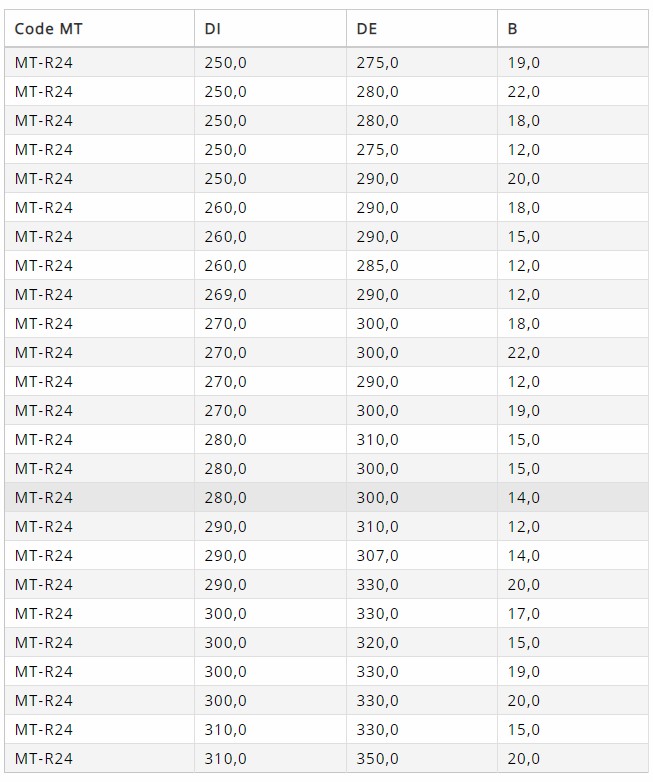 Code MT DI DE B
MT-R24 250,0 275,0 19,0
MT-R24 250,0 280,0 22,0
MT-R24 250,0 280,0 18,0
MT-R24 250,0 275,0 12,0
MT-R24 250,0 290,0 20,0
MT-R24 260,0 290,0 18,0
MT-R24 260,0 290,0 15,0
MT-R24 260,0 285,0 12,0
MT-R24 269,0 290,0 12,0
MT-R24 270,0 300,0 18,0
MT-R24 270,0 300,0 22,0
MT-R24 270,0 290,0 12,0
MT-R24 270,0 300,0 19,0
MT-R24 280,0 310,0 15,0
MT-R24 280,0 300,0 15,0
MT-R24 280,0 300,0 14,0
MT-R24 290,0 310,0 12,0
MT-R24 290,0 307,0 14,0
MT-R24 290,0 330,0 20,0
MT-R24 300,0 330,0 17,0
MT-R24 300,0 320,0 15,0
MT-R24 300,0 330,0 19,0
MT-R24 300,0 330,0 20,0
MT-R24 310,0 330,0 15,0
MT-R24 310,0 350,0 20,0